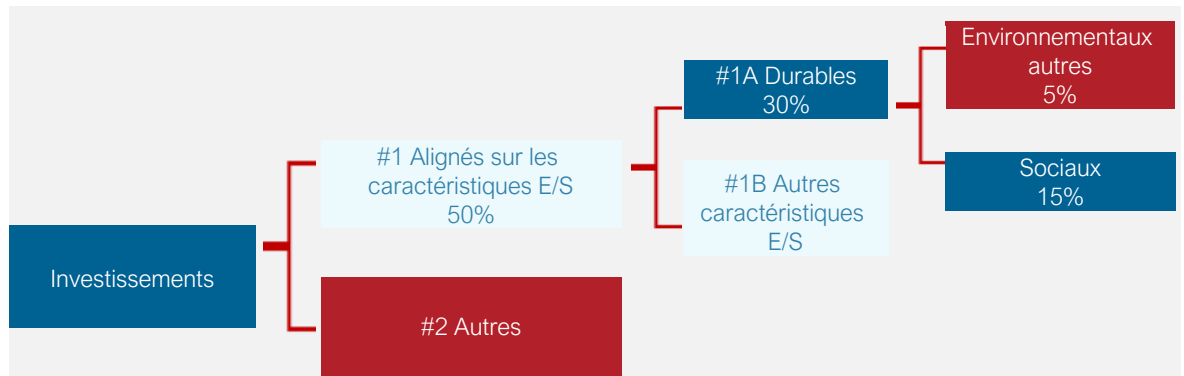 Investissements
#1 Alignés sur les
caractéristiques E/S
50%
#2 Autres
#1A Durables
30%
#1B Autres
caractéristiques
E/S
Environnementaux
autres
5%
Sociaux
15%